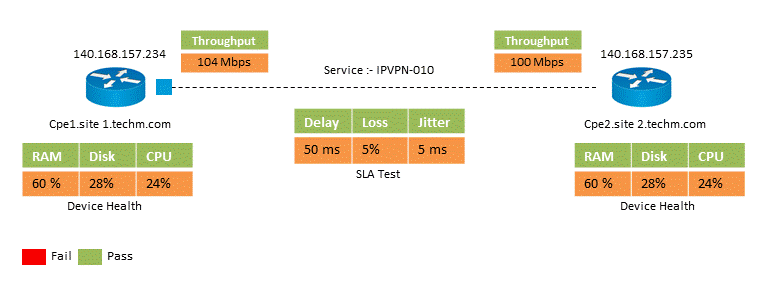 Throughput
104 Mbps
Throughput
100 Mbps
140.168.157.234
140.168.157.235
Service :- IPVPN-010
Cpe1.site 1.techm.com
Cpe2.site 2.techm.com
Delay Loss Jitter
50 ms 5% 5 ms
SLA Test
RAM Disk CPU
60 % 28% 24%
Device Health
RAM Disk CPU
60 % 28% 24%
Device Health
Fail Pass